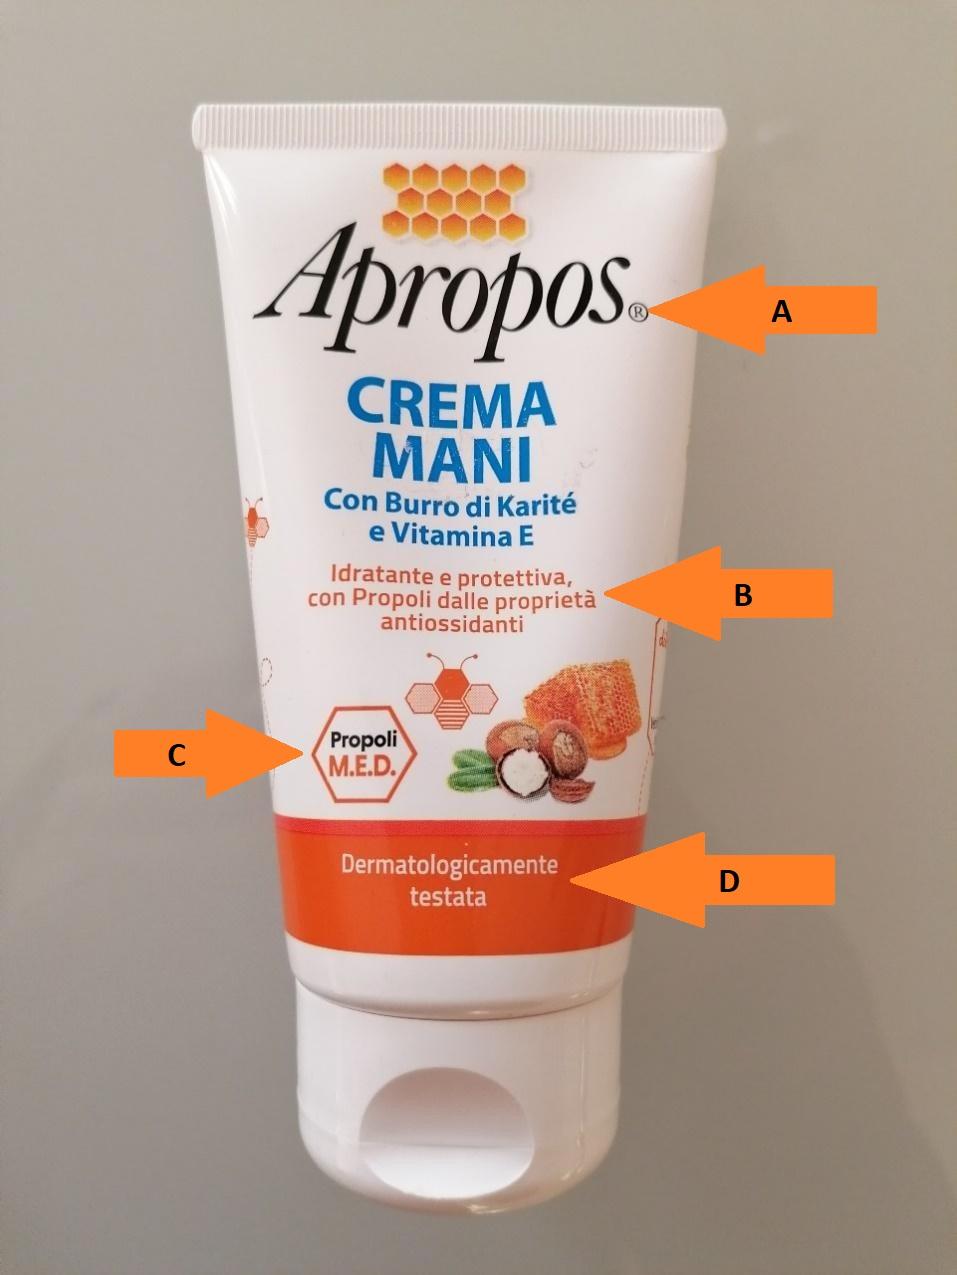 Apropos®
A
CREMA
MANI
Con Burro di Karité
e Vitamina E
Idratante e protettiva,
con Propoli dalle proprietà
antiossidanti
B
Propoli
M.E.D.
C
Dermatologicamente
testata
D